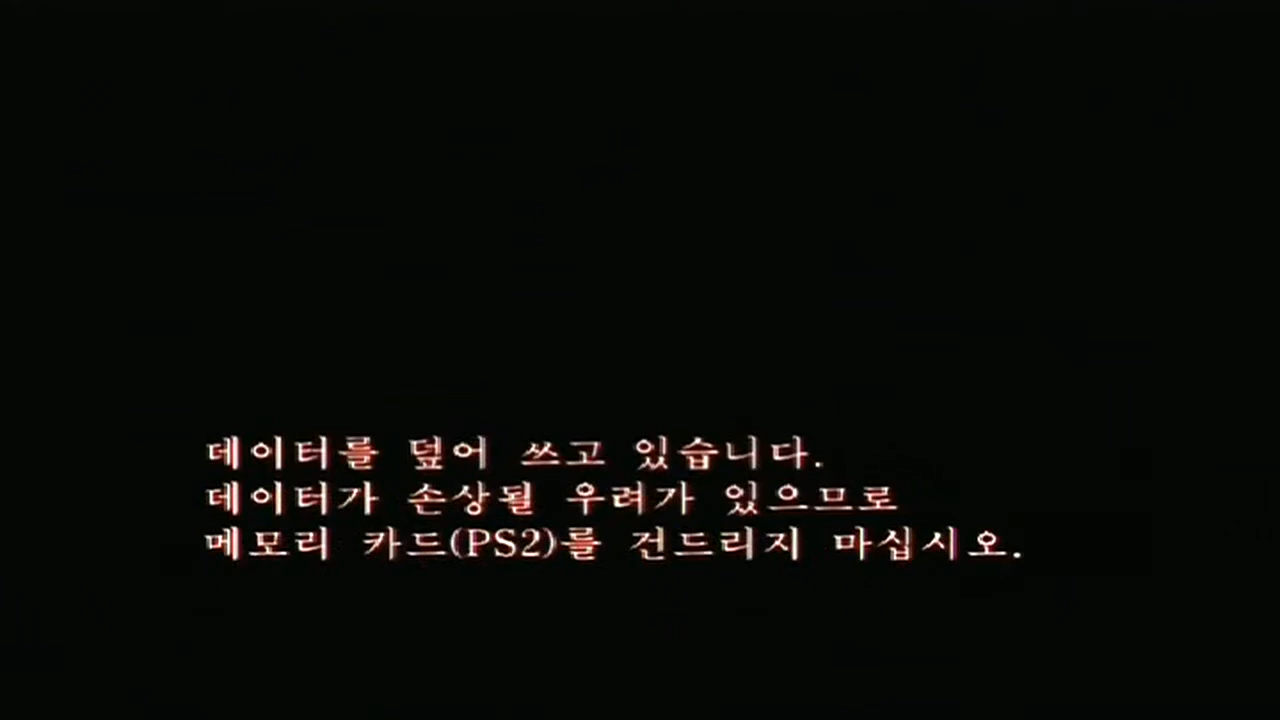 데이터를 덮어 쓰고 있습니다.
데이터가 손상될 우려가 있으므로
메모리 카드(PS2)를 건드리지 마십시오.